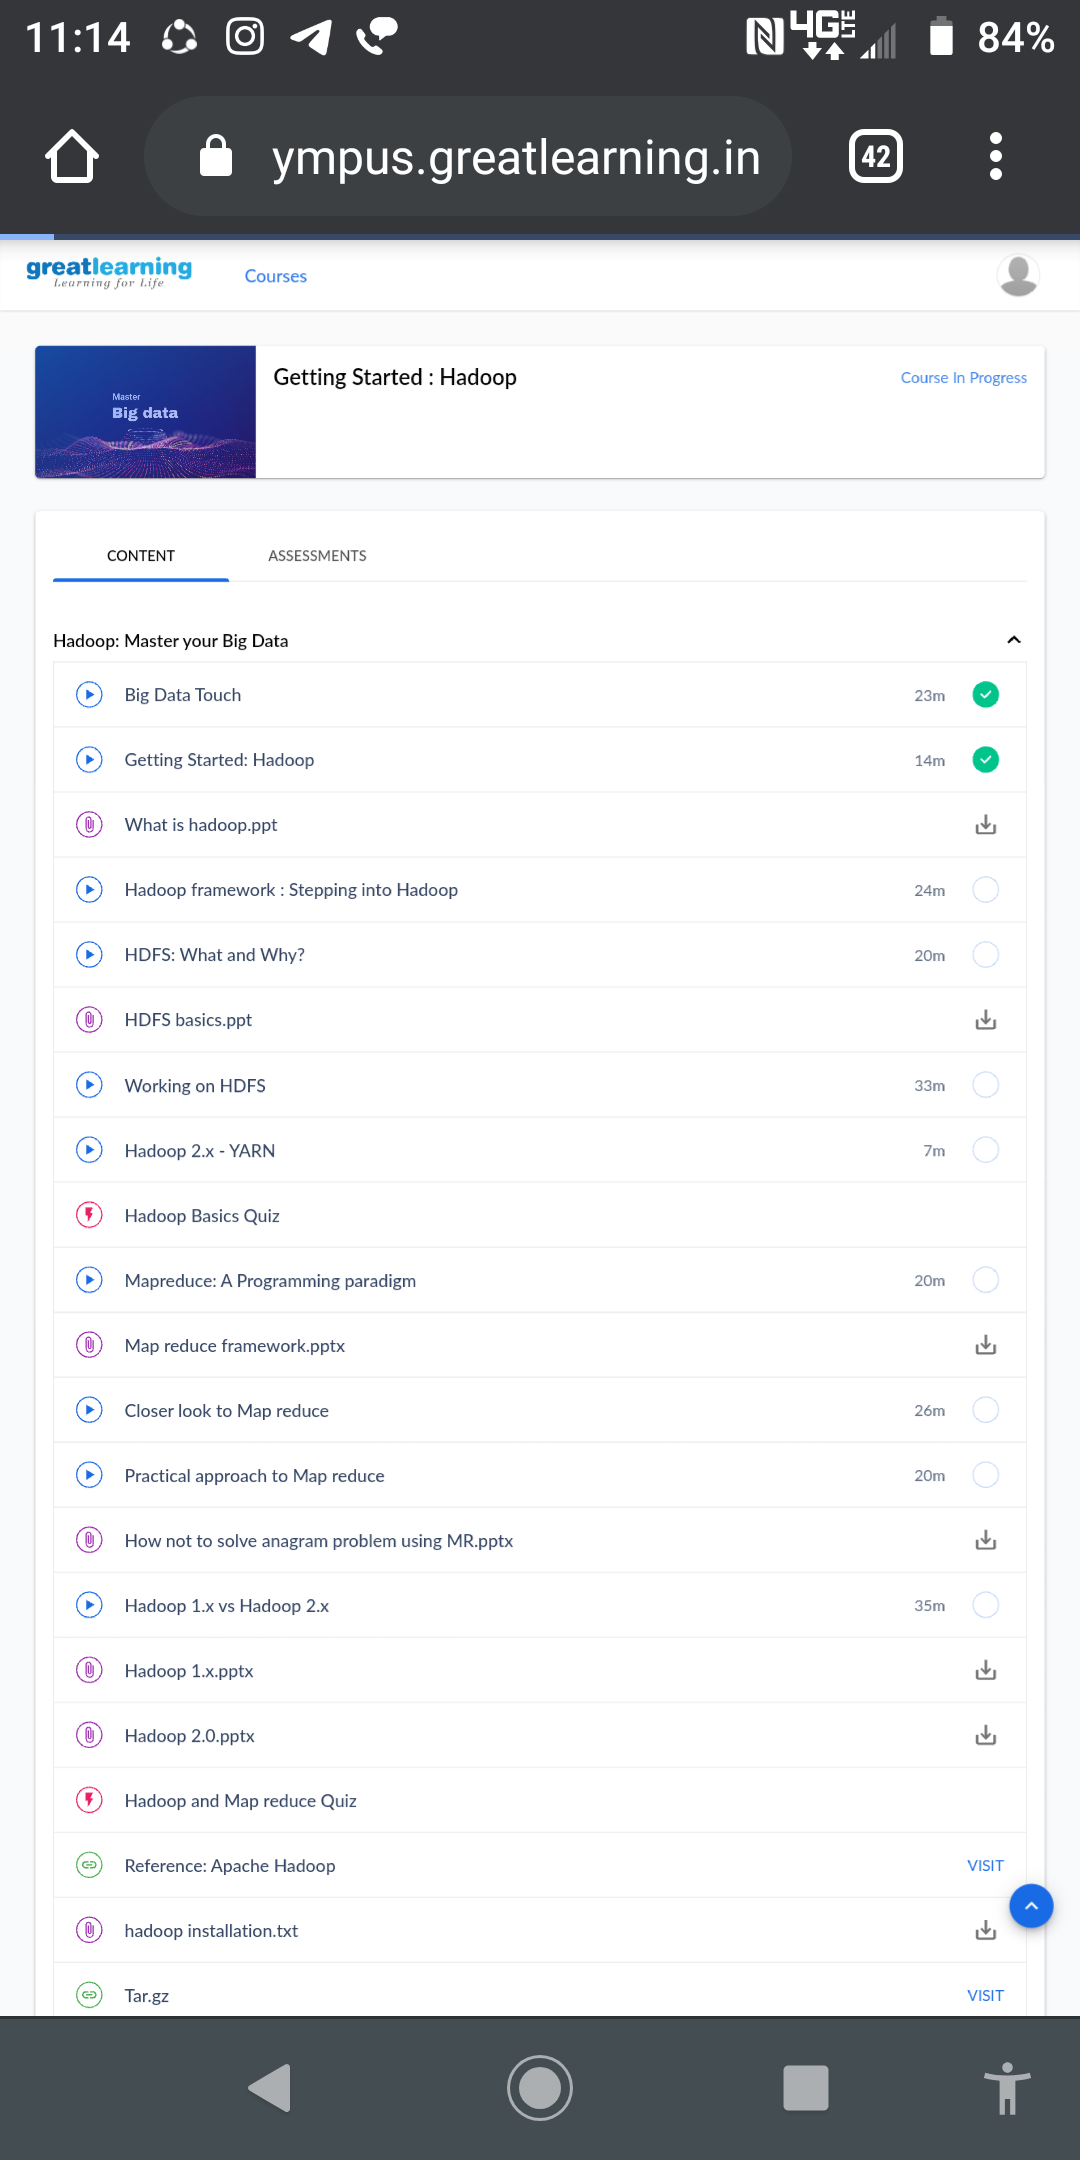 11:14
4G LTE
84%
ympus.greatlearning.in
42
greatlearning
Learning for Life
Courses
Master
Big data
Getting Started : Hadoop
Course In Progress
CONTENT
ASSESSMENTS
Hadoop: Master your Big Data
Big Data Touch
23m
Getting Started: Hadoop
14m
What is hadoop.ppt
Hadoop framework : Stepping into Hadoop
24m
HDFS: What and Why?
20m
HDFS basics.ppt
Working on HDFS
33m
Hadoop 2.x - YARN
7m
Hadoop Basics Quiz
Mapreduce: A Programming paradigm
20m
Map reduce framework.pptx
Closer look to Map reduce
26m
Practical approach to Map reduce
20m
How not to solve anagram problem using MR.pptx
Hadoop 1.x vs Hadoop 2.x
35m
Hadoop 1.x.pptx
Hadoop 2.0.pptx
Hadoop and Map reduce Quiz
Reference: Apache Hadoop
VISIT
hadoop installation.txt
Tar.gz
VISIT